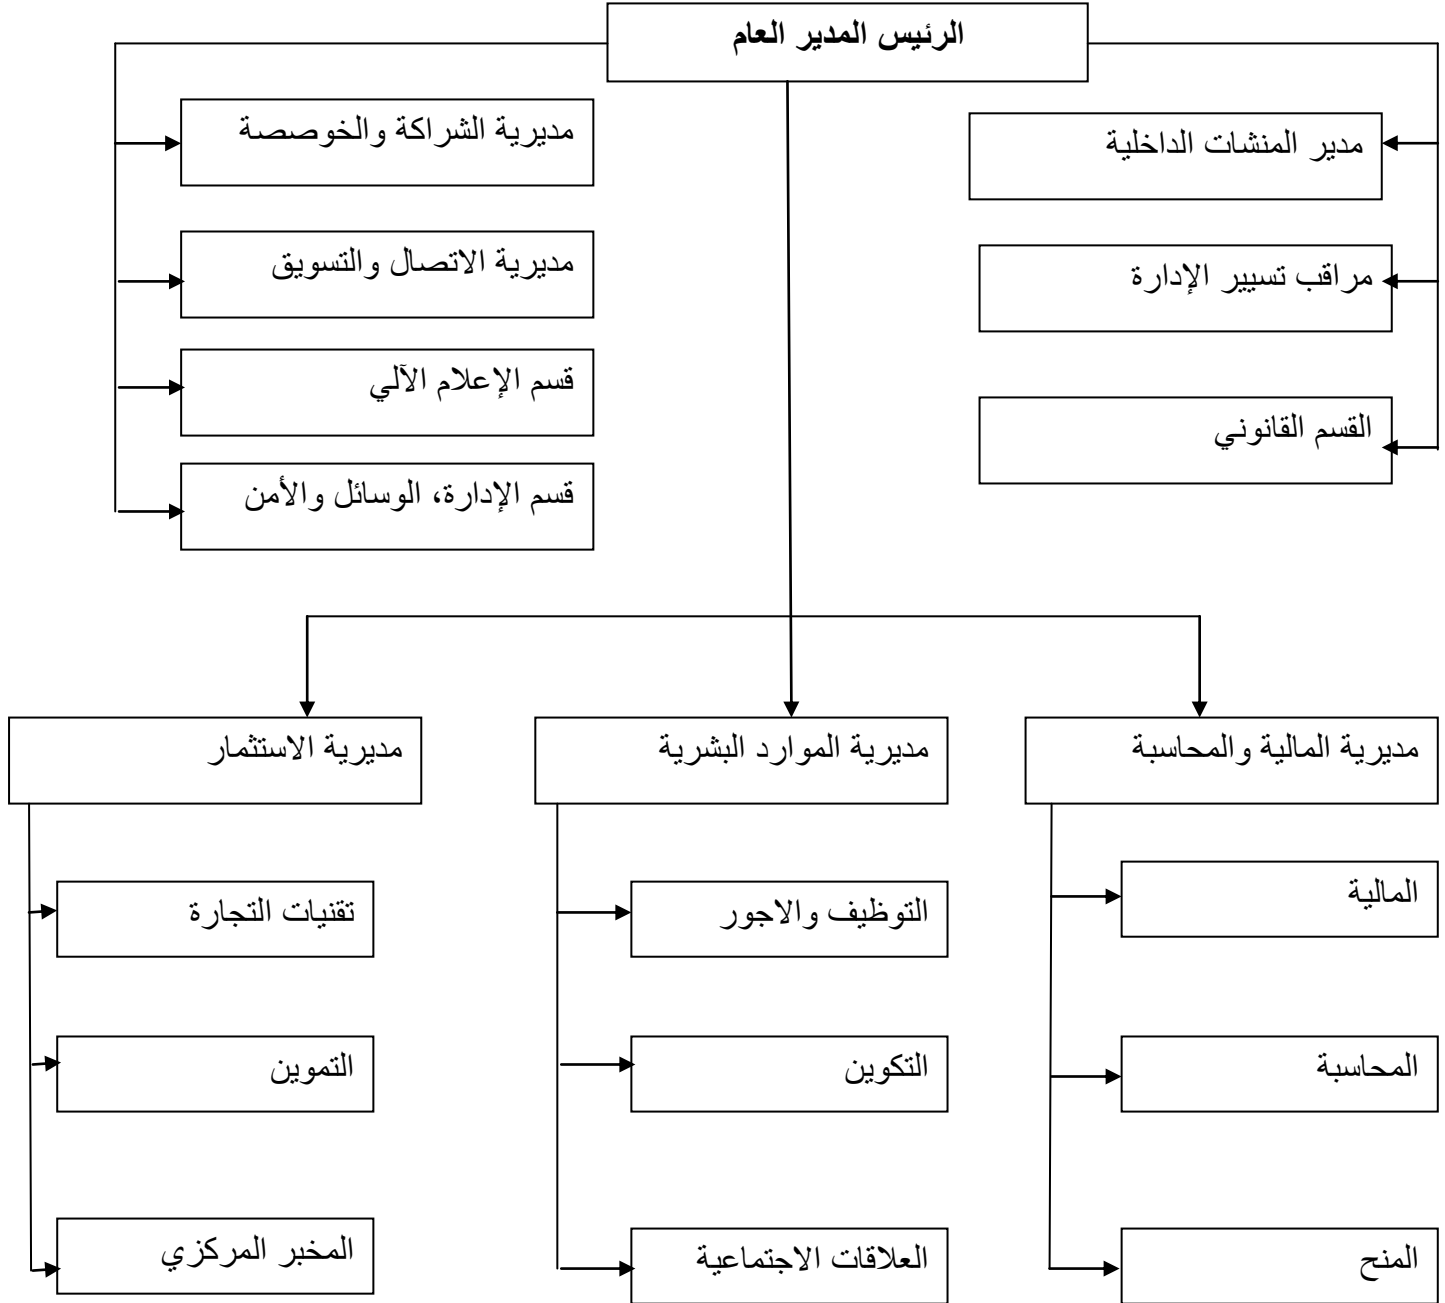 الرئيس المدير العام
مدير المنشات الداخلية
مديرية الشراكة والخوصصة
مراقب تسيير الإدارة
مديرية الاتصال والتسويق
القسم القانوني
قسم الإعلام الآلي
قسم الإدارة، الوسائل والأمن
مديرية المالية والمحاسبة
مديرية الموارد البشرية
مديرية الاستثمار
المالية
التوظيف والاجور
تقنيات التجارة
المحاسبة
التكوين
التموين
المنح
العلاقات الاجتماعية
المخبر المركزي